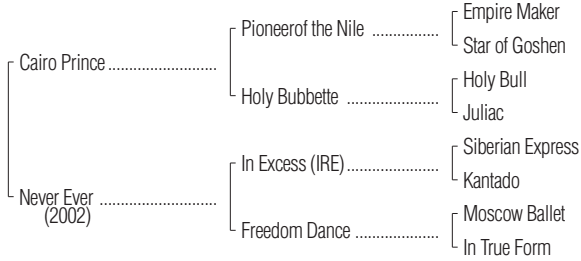 Empire Maker
Pioneerof the Nile ..................
Star of Goshen
Cairo Prince ..........................
Holy Bull
Holy Bubbette ......................
Juliac
Siberian Express
In Excess (IRE)......................
Kantado
Never Ever ............................
(2002)
Moscow Ballet
Freedom Dance ....................
In True Form